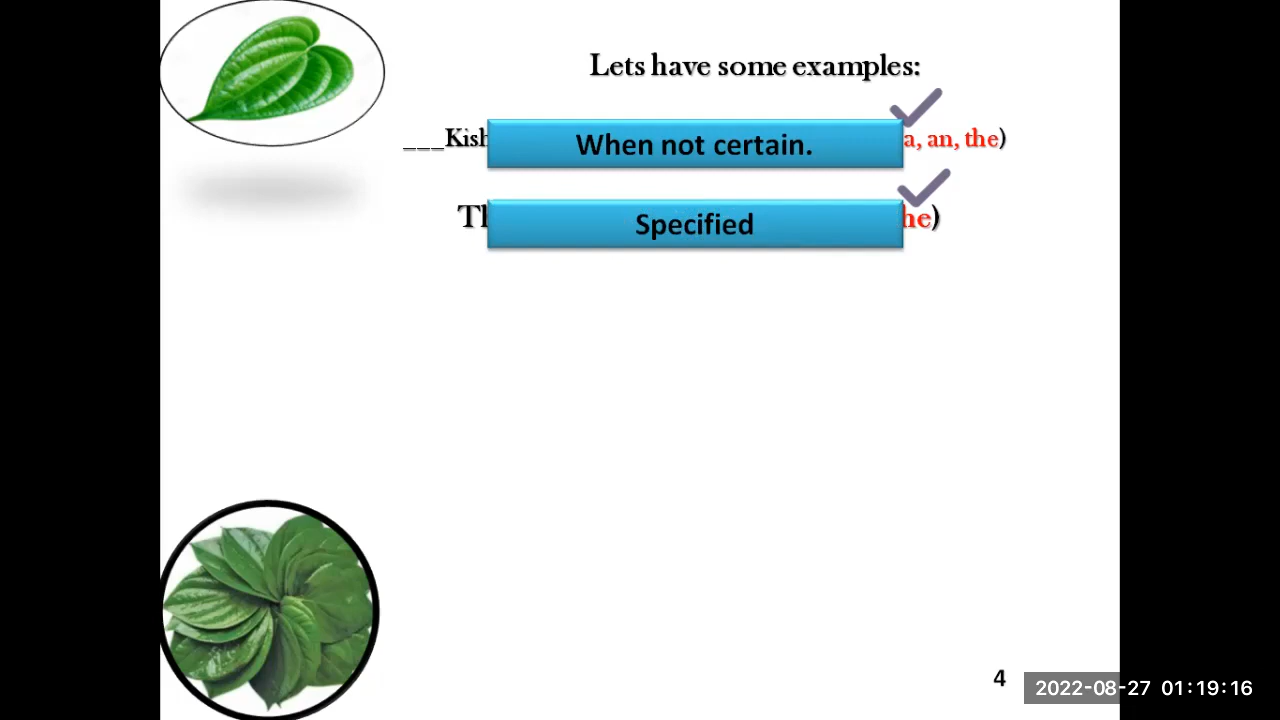 Lets have some examples:
___Kish When not certain. a, an, the)
Specified he)
4
2022-08-27 01:19:16